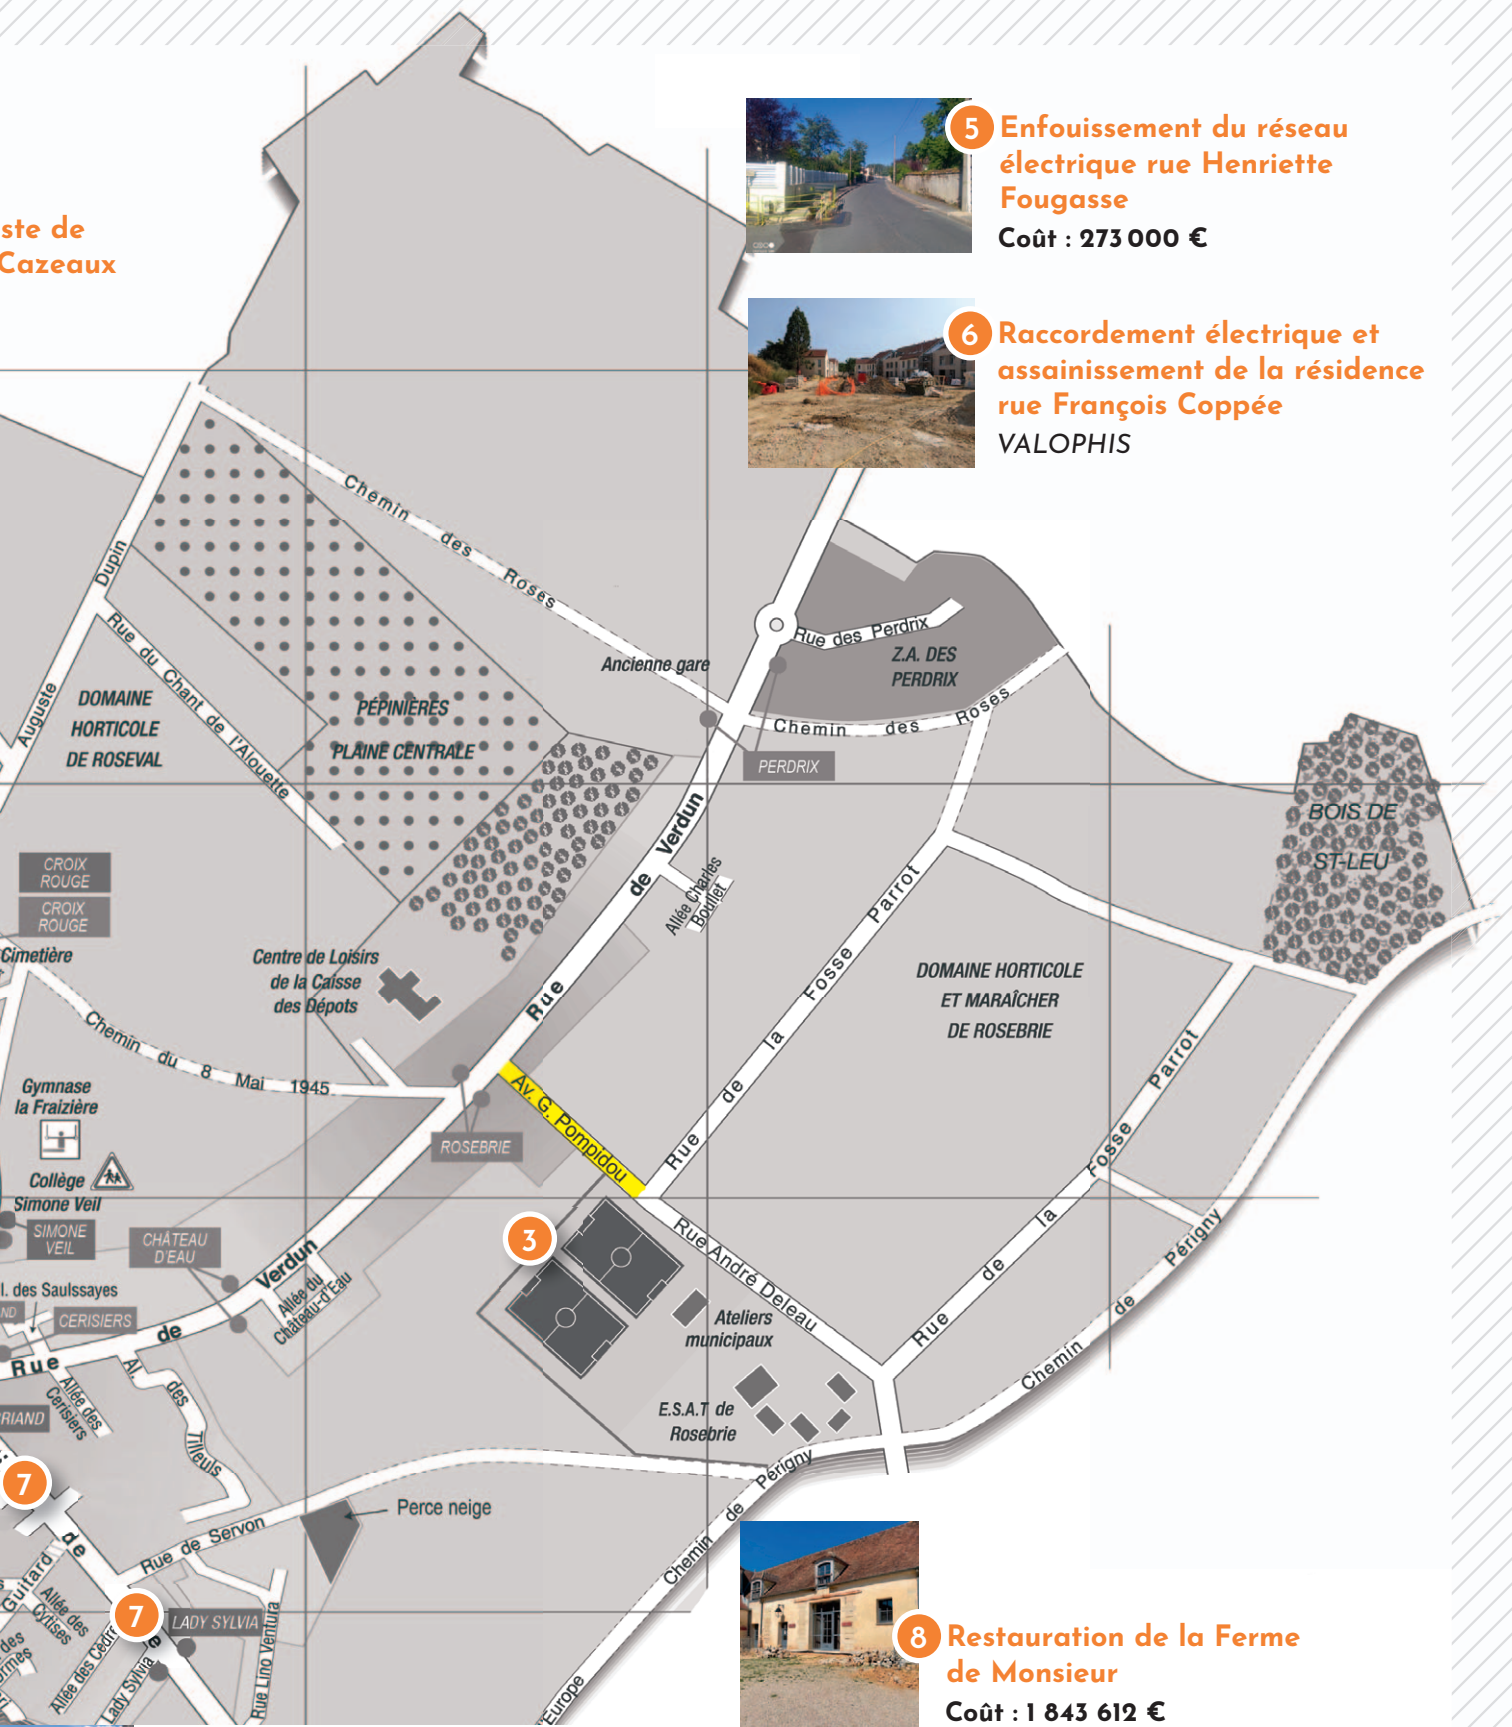 5
Enfouissement du réseau
électrique rue Henriette
Fougasse
Coût : 273 000 €
6
Raccordement électrique et
assainissement de la résidence
rue François Coppée
VALOPHIS
ste de
Cazeaux
Chemin des Roses
Dupin
Auguste
Rue du Chant de l'Alouette
DOMAINE
HORTICOLE
DE ROSEVAL
PÉPINIÈRES
PLAINE CENTRALE
Ancienne gare
Rue des Perdrix
Z.A. DES
PERDRIX
Chemin des Roses
PERDRIX
BOIS DE
ST-LEU
CROIX
ROUGE
CROIX
ROUGE
Cimetière
Centre de Loisirs
de la Caisse
des Dépots
Rue de Verdun
Allée Charles
Boullet
Rue de la Fosse Parrot
DOMAINE HORTICOLE
ET MARAÎCHER
DE ROSEBRIE
Chemin du 8 Mai 1945
Gymnase
la Fraizière
Collège
Simone Veil
SIMONE
VEIL
ROSEBRIE
Av. G. Pompidou
3
CHÂTEAU
D'EAU
Allée du
Château-d'Eau
Rue André Deleau
Rue de la Fosse Parrot
Chemin de Périgny
l. des Saulssayes
ND
CERISIERS
Rue de Verdun
Allée des
Cerisiers
Al. des Tilleuls
RIAND
Ateliers
municipaux
E.S.A.T de
Rosebrie
7
de
Rue de Servon
Perce neige
Chemin de Périgny
Guitard
Allée des
Cytises
7
LADY SYLVIA
Allée des Cèdre
Lady Sylvia
Rue Lino Ventura
des
ormes
l'Europe
8
Restauration de la Ferme
de Monsieur
Coût : 1 843 612 €